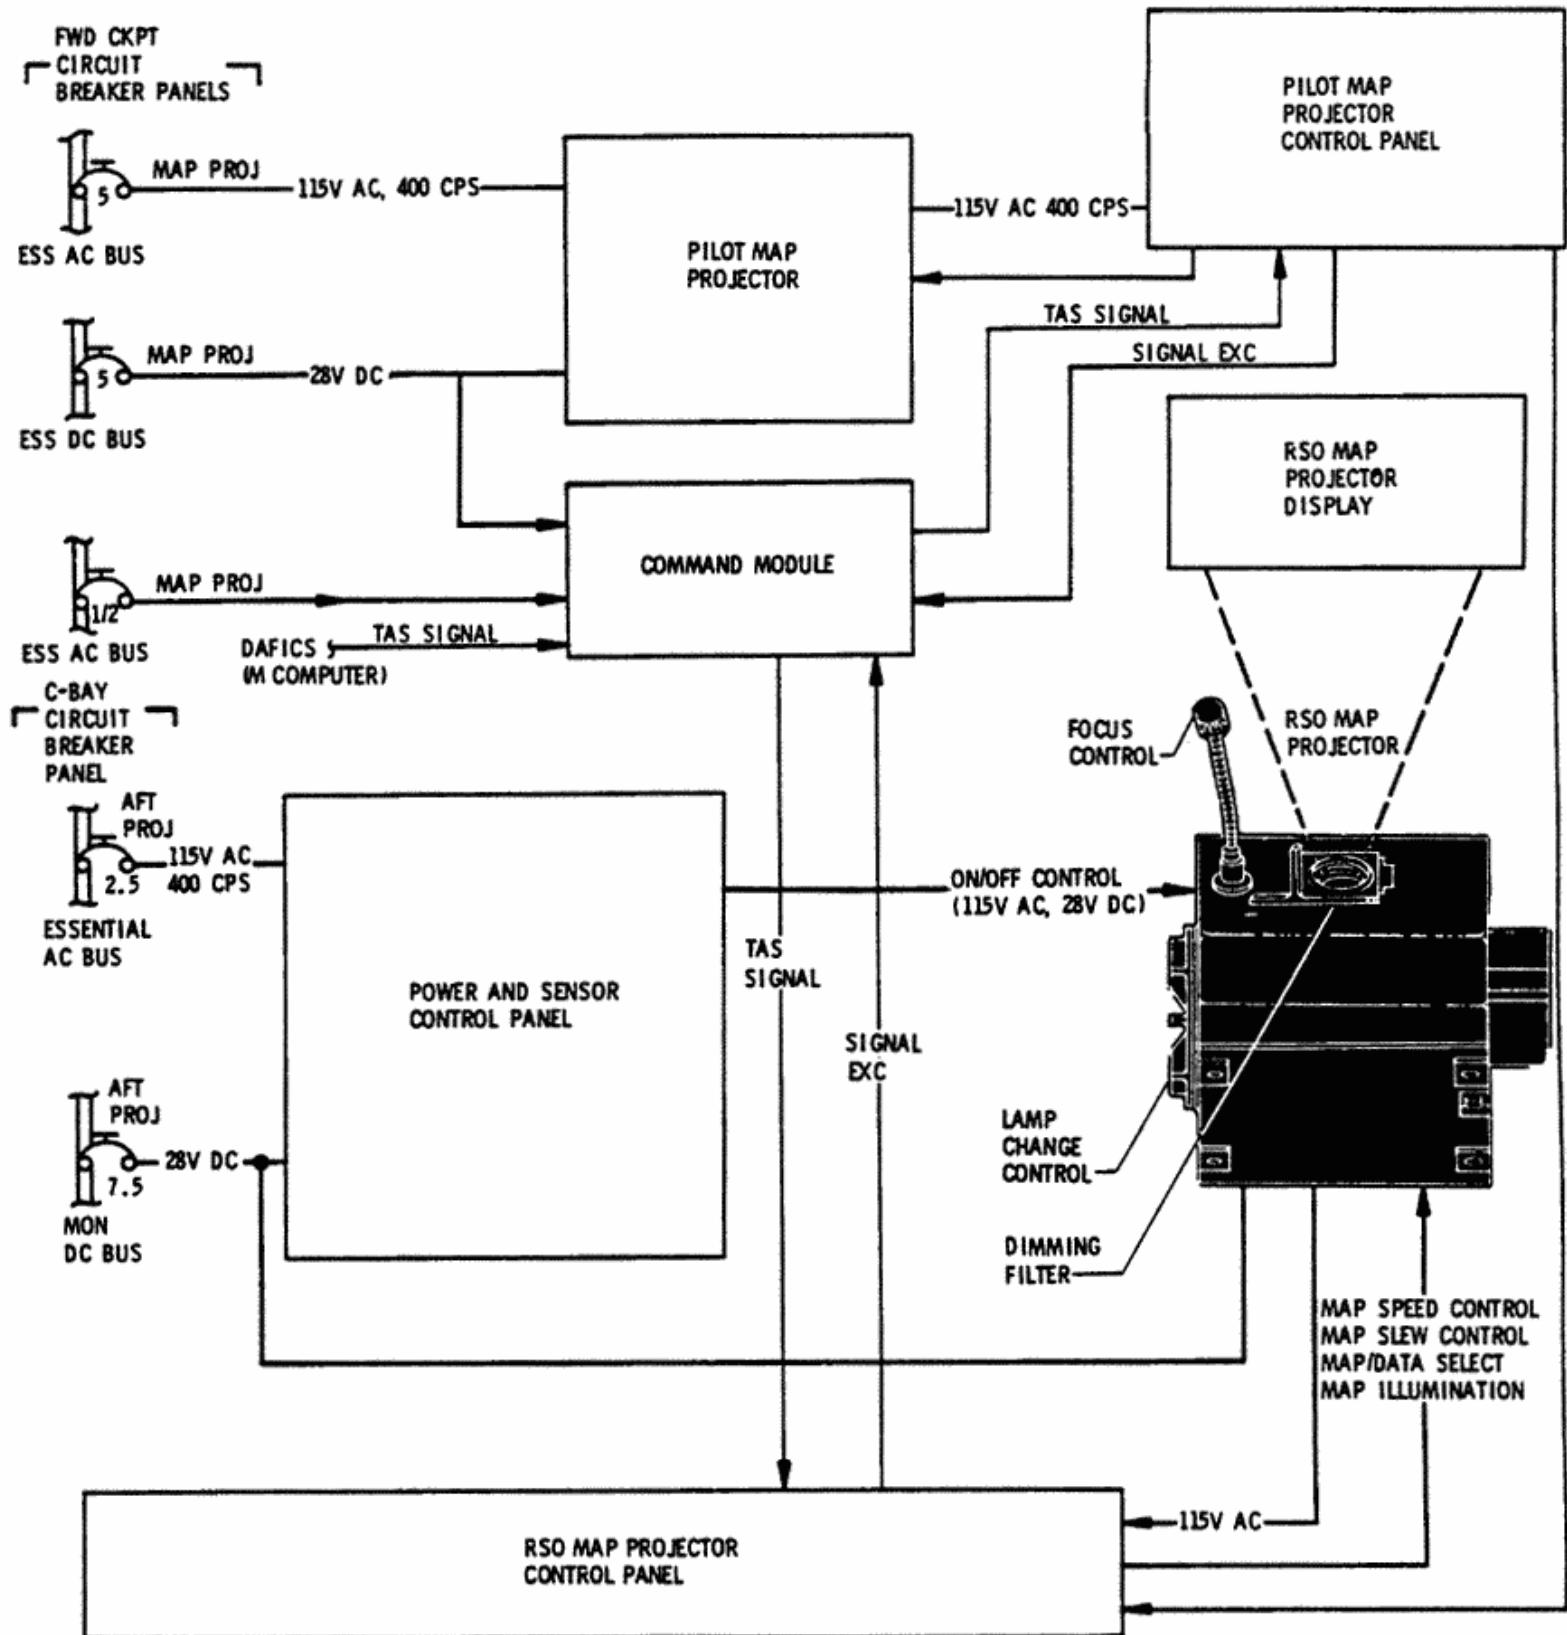 FWD CKPT
CIRCUIT
BREAKER PANELS
5
MAP PROJ
115V AC, 400 CPS
ESS AC BUS
PILOT MAP
PROJECTOR
115V AC 400 CPS
PILOT MAP
PROJECTOR
CONTROL PANEL
5
MAP PROJ
28V DC
ESS DC BUS
TAS SIGNAL
SIGNAL EXC
RSO MAP
PROJECTOR
DISPLAY
1/2
MAP PROJ
ESS AC BUS
DAFICS
(M COMPUTER)
TAS SIGNAL
COMMAND MODULE
C-BAY
CIRCUIT
BREAKER
PANEL
AFT
PROJ
2.5
115V AC
400 CPS
ESSENTIAL
AC BUS
POWER AND SENSOR
CONTROL PANEL
ON/OFF CONTROL
(115V AC, 28V DC)
FOCUS
CONTROL
RSO MAP
PROJECTOR
TAS
SIGNAL
SIGNAL
EXC
AFT
PROJ
7.5
28V DC
MON
DC BUS
LAMP
CHANGE
CONTROL
DIMMING
FILTER
MAP SPEED CONTROL
MAP SLEW CONTROL
MAP/DATA SELECT
MAP ILLUMINATION
115V AC
RSO MAP PROJECTOR
CONTROL PANEL